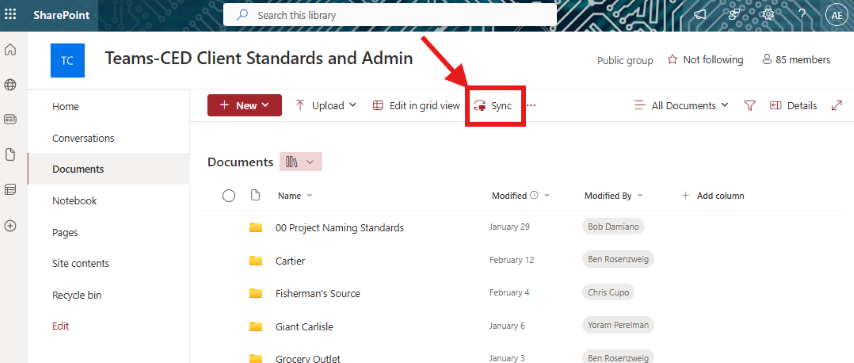 SharePoint
Search this library
AE
TC
Teams-CED Client Standards and Admin
Public group
Not following
85 members
Home
Conversations
Documents
Notebook
Pages
Site contents
Recycle bin
Edit
+ New
Upload
Edit in grid view
Sync
...
All Documents
Details
Documents
Name
Modified
Modified By
+ Add column
00 Project Naming Standards January 29 Bob Damiano
Cartier February 12 Ben Rosenzweig
Fisherman's Source February 4 Chris Cupo
Giant Carlisle January 6 Yoram Perelman
Grocery Outlet January 3 Ben Rosenzweig